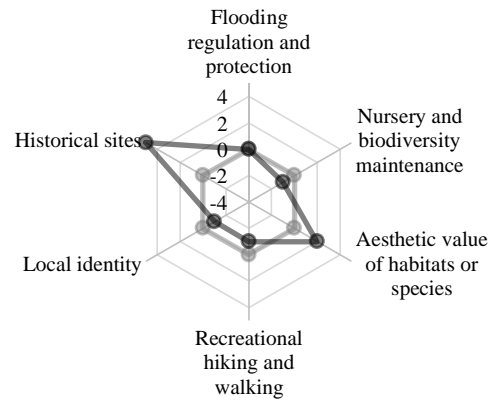 Flooding
regulation and
protection
4
2
0
-2
-4
Nursery and
biodiversity
maintenance
Historical sites
Aesthetic value
of habitats or
species
Local identity
Recreational
hiking and
walking